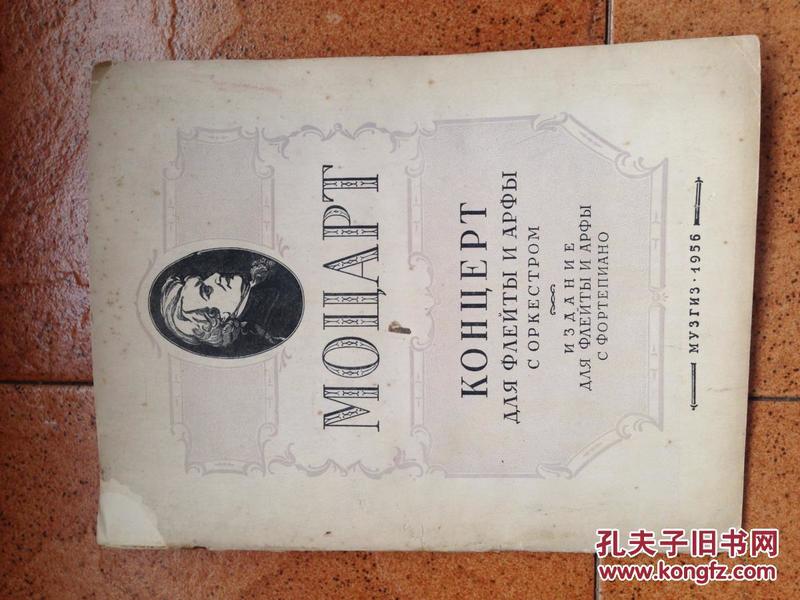 МОЦАРТ
КОНЦЕРТ
ДЛЯ ФЛЕЙТЫ И АРФЫ
С ОРКЕСТРОМ
ИЗДАНИЕ
ДЛЯ ФЛЕЙТЫ И АРФЫ
С ФОРТЕПИАНО
МУЗГИЗ·1956
孔夫子旧书网
www.kongfz.com